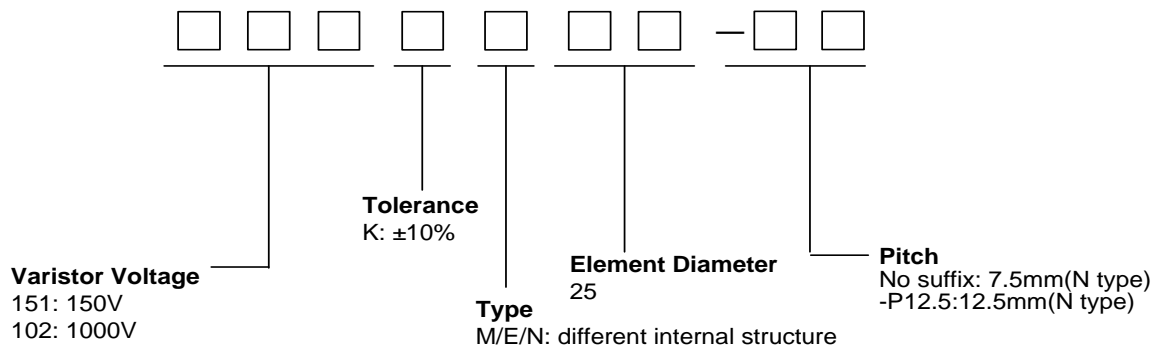 Tolerance
K: ±10%
Varistor Voltage
151: 150V
102: 1000V
Type
M/E/N: different internal structure
Element Diameter
25
Pitch
No suffix: 7.5mm(N type)
-P12.5:12.5mm(N type)